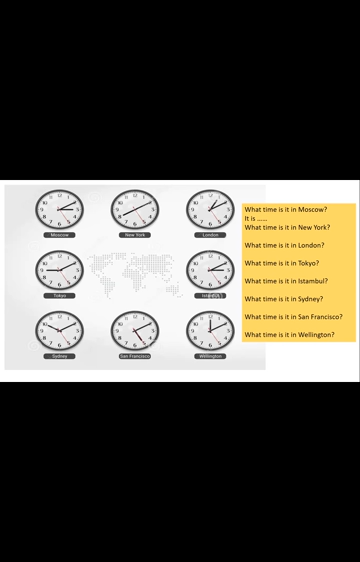 Moscow
New York
London
Tokyo
Istanbul
Sydney
San Francisco
Wellington
What time is it in Moscow?
It is ......
What time is it in New York?
What time is it in London?
What time is it in Tokyo?
What time is it in Istambul?
What time is it in Sydney?
What time is it in San Francisco?
What time is it in Wellington?